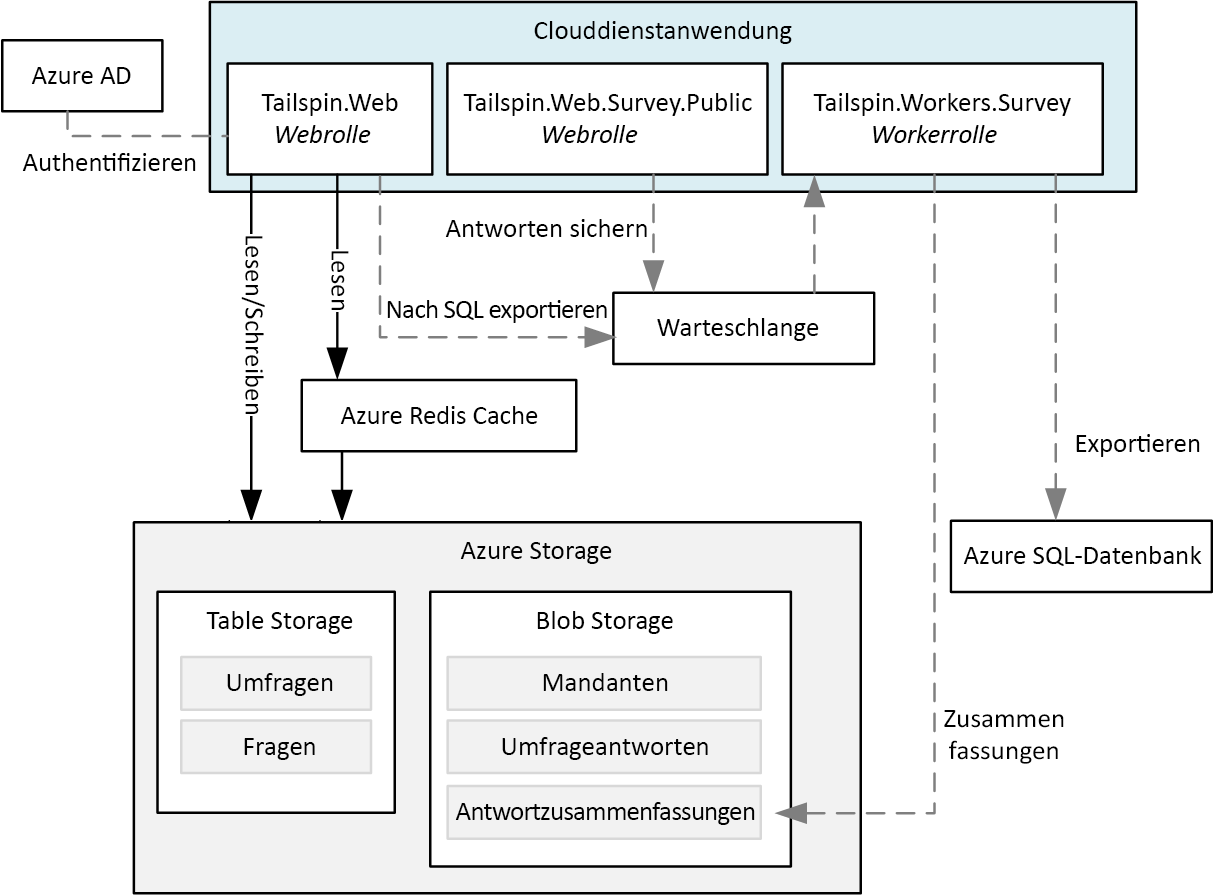 Clouddienstanwendung
Azure AD
Tailspin.Web
Webrolle
Tailspin.Web.Survey.Public
Webrolle
Tailspin.Workers.Survey
Workerrolle
Authentifizieren
Lesen/Schreiben
Lesen
Antworten sichern
Nach SQL exportieren
Warteschlange
Azure Redis Cache
Exportieren
Azure Storage
Azure SQL-Datenbank
Table Storage
Umfragen
Fragen
Blob Storage
Mandanten
Umfrageantworten
Antwortzusammenfassungen
Zusammen
fassungen